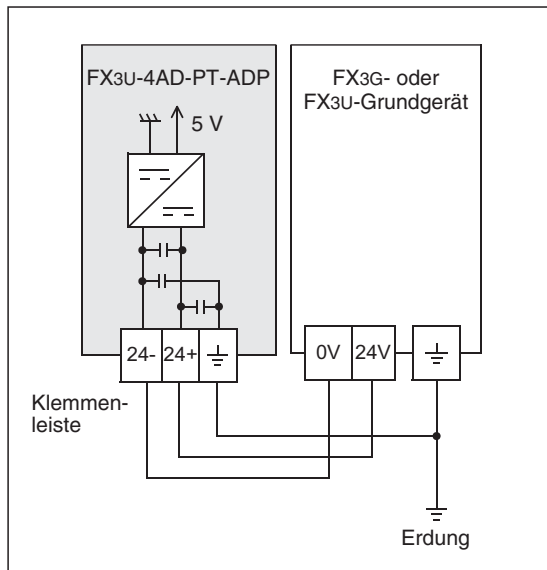 FX3U-4AD-PT-ADP
5 V
24-
24+
Klemmen-
leiste
FX3G- oder
FX3U-Grundgerät
0V
24V
Erdung